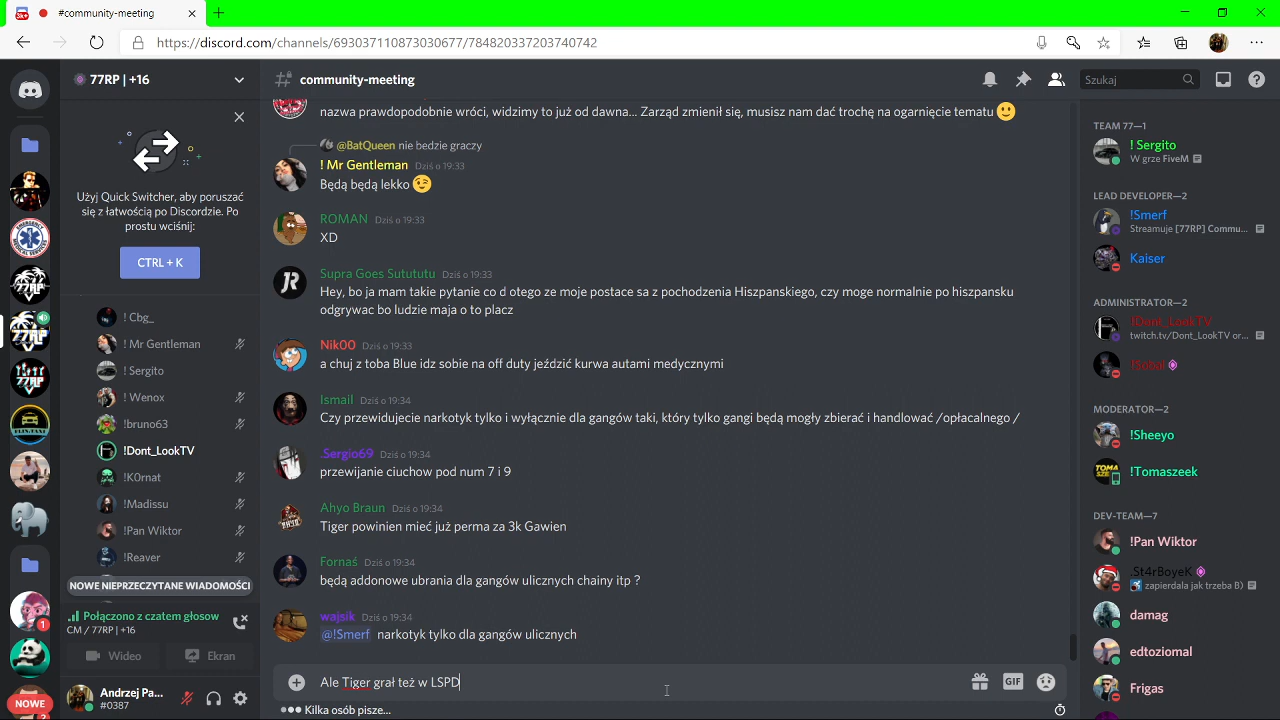 3k+
#community-meeting
https://discord.com/channels/693037110873030677/784820337203740742
77RP | +16
community-meeting
Szukaj
Użyj Quick Switcher, aby poruszać
się z łatwością po Discordzie. Po
prostu wciśnij:
CTRL + K
! Cbg_
! Mr Gentleman
! Sergito
! Wenox
!bruno63
!Dont_LookTV
!K0rnat
!Madissu
!Pan Wiktor
!Reaver
NOWE NIEPRZECZYTANE WIADOMOŚCI
Połączono z czatem głosow
CM / 77RP | +16
Wideo
Ekran
Andrzej Pa...
#0387
NOWE
1
nazwa prawdopodobnie wróci, widzimy to już od dawna... Zarząd zmienił się, musisz nam dać trochę na ogarnięcie tematu
@BatQueen nie bedzie graczy
! Mr Gentleman Dziś o 19:33
Będą będą lekko
ROMAN Dziś o 19:33
XD
Supra Goes Sutututu Dziś o 19:33
Hey, bo ja mam takie pytanie co d otego ze moje postace sa z pochodzenia Hiszpanskiego, czy moge normalnie po hiszpansku
odgrywac bo ludzie maja o to placz
Nik00 Dziś o 19:33
a chuj z toba Blue idz sobie na off duty jeździć kurwa autami medycznymi
Ismail Dziś o 19:34
Czy przewidujecie narkotyk tylko i wyłącznie dla gangów taki, który tylko gangi będą mogły zbierać i handlować /opłacalnego /
.Sergio69 Dziś o 19:34
przewijanie ciuchow pod num 7 i 9
Ahyo Braun Dziś o 19:34
Tiger powinien mieć już perma za 3k Gawien
Fornaś Dziś o 19:34
będą addonowe ubrania dla gangów ulicznych chainy itp ?
wajsik Dziś o 19:34
@!Smerf narkotyk tylko dla gangów ulicznych
Ale Tiger grał też w LSPD
GIF
Kilka osób pisze...
TEAM 77—1
! Sergito
W grze FiveM
LEAD DEVELOPER—2
!Smerf
Streamuje [77RP] Commu...
Kaiser
ADMINISTRATOR—2
!Dont_LookTV
twitch.tv/Dont_LookTV or...
!Sobal
MODERATOR—2
!Sheeyo
!Tomaszeek
DEV-TEAM—7
!Pan Wiktor
.St4rBoyeK
zapierdala jak trzeba B)
damag
edtoziomal
Frigas